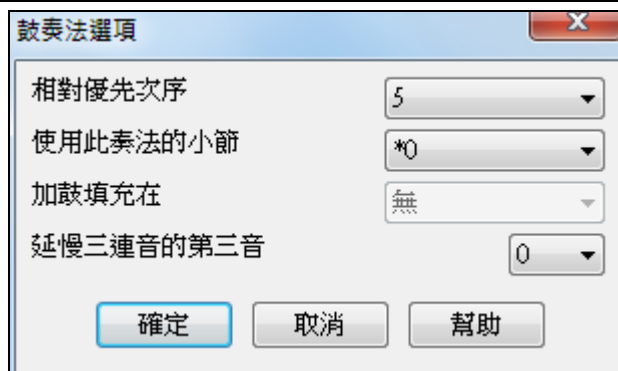 鼓奏法選項
相對優先次序 5
使用此奏法的小節 *0
加鼓填充在 無
延慢三連音的第三音 0
確定 取消 幫助